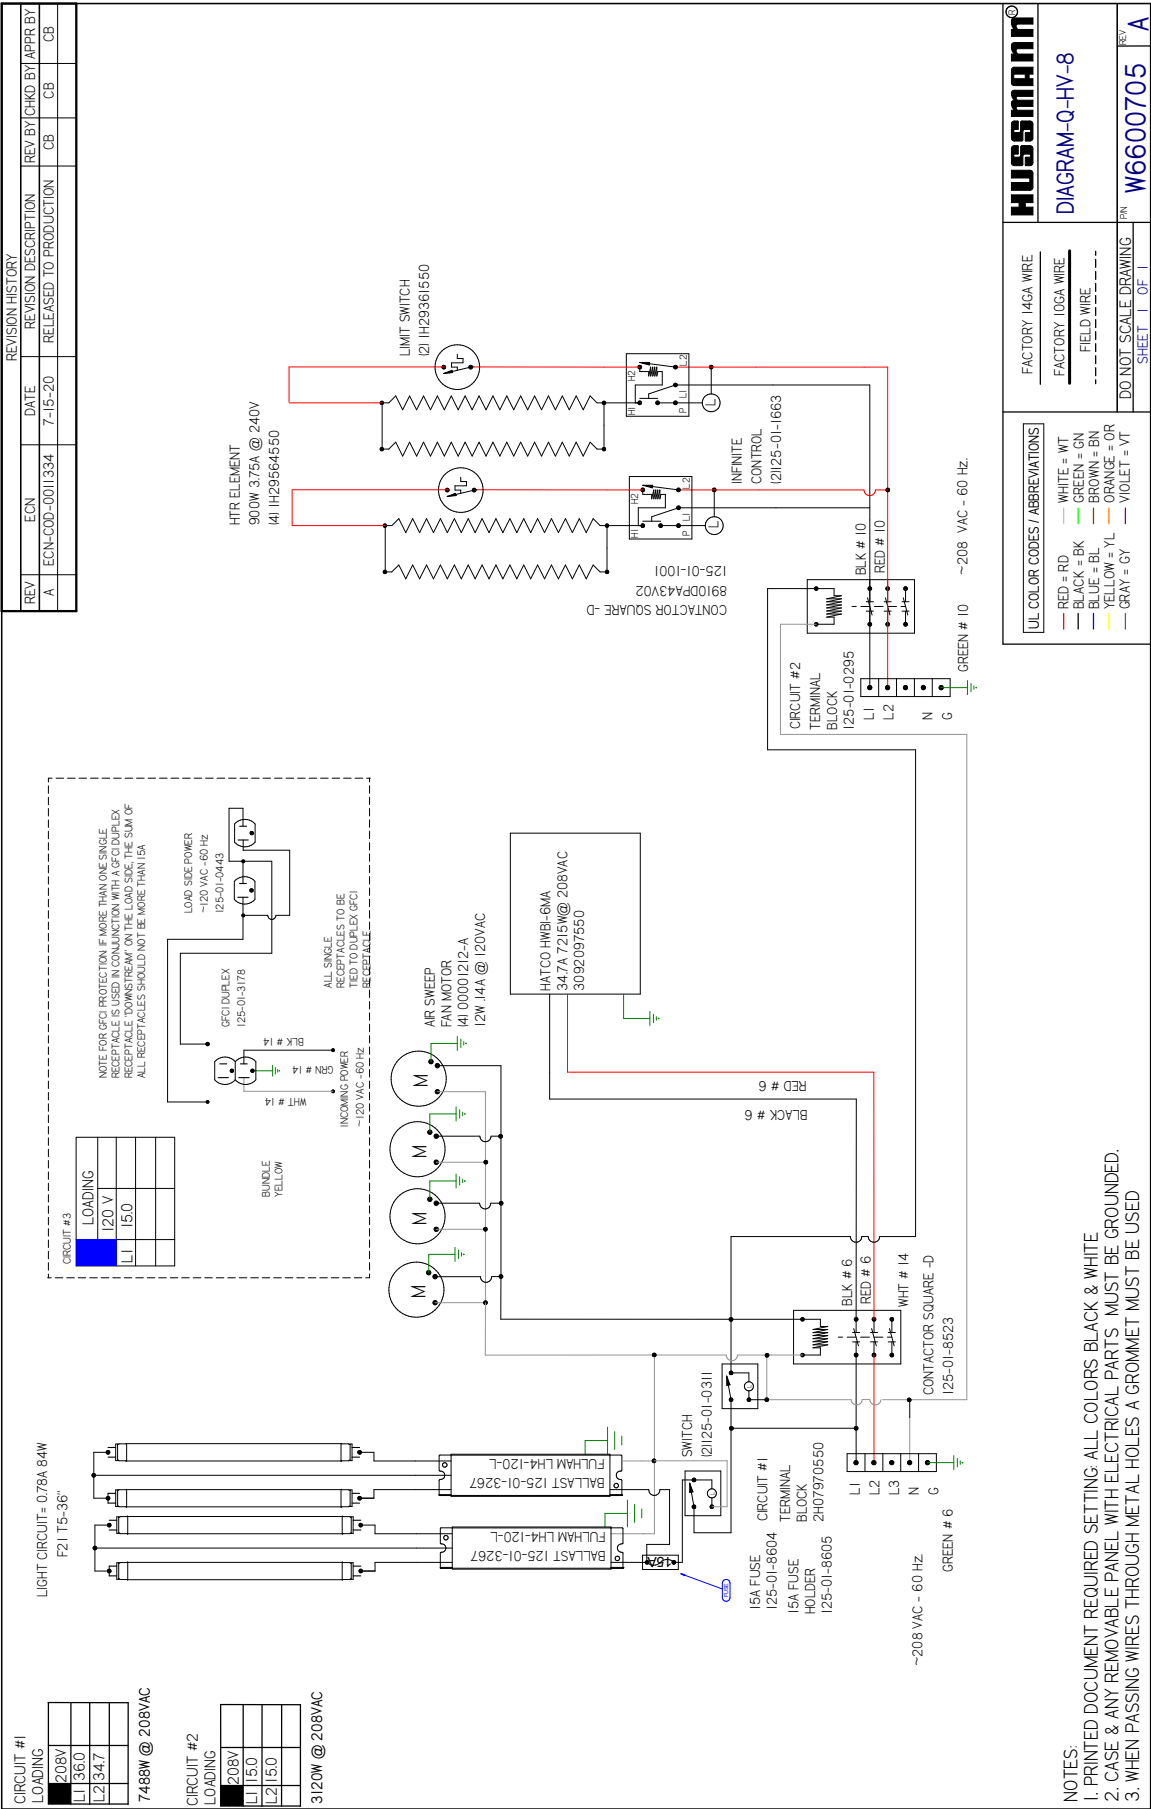 CIRCUIT #1
LOADING
208V
L1 36.0
L2 34.7
7488W @ 208VAC
CIRCUIT #2
LOADING
208V
L1 15.0
L2 15.0
3120W @ 208VAC
LIGHT CIRCUIT= 0.78A 84W
F21 T5-36"
BALLAST 125-01-3267
FULHAM LH4-120-L
BALLAST 125-01-3267
FULHAM LH4-120-L
15A
FUSE
15A FUSE
125-01-8604
15A FUSE
HOLDER
125-01-8605
SWITCH
(2)125-01-0311
L
L
CIRCUIT #1
TERMINAL
BLOCK
2H07970550
L1
L2
L3
N
G
~208 VAC - 60 HZ
GREEN # 6
BLK # 6
RED # 6
WHT # 14
CONTACTOR SQUARE -D
125-01-8523
CIRCUIT #3
LOADING
120 V
L1 15.0
BUNDLE
YELLOW
NOTE FOR GFCI PROTECTION, IF MORE THAN ONE SINGLE
RECEPTACLE IS USED IN CONJUNCTION WITH A GFCI DUPLEX
RECEPTACLE "DOWNSTREAM" ON THE LOAD SIDE, THE SUM OF
ALL RECEPTACLES SHOULD NOT BE MORE THAN 15A
GFCI DUPLEX
125-01-3178
LOAD SIDE POWER
~120 VAC - 60 HZ
125-01-0443
WHT # 14
GRN # 14
BLK # 14
INCOMING POWER
~120 VAC - 60 HZ
ALL SINGLE
RECEPTACLES TO BE
TIED TO DUPLEX GFCI
RECEPTACLE
M
M
M
M
AIR SWEEP
FAN MOTOR
(4) 00001212-A
12W .14A @ 120VAC
HATCO HWBI-6MA
34.7A 7215W@ 208VAC
3092097550
BLACK # 6
RED # 6
HTR ELEMENT
900W 3.75A @ 240V
(4) 1H29564550
LIMIT SWITCH
(2) 1H29361550
H1
H2
P
L1
L2
L
H1
H2
P
L1
L2
L
INFINITE
CONTROL
(2)125-01-1663
CONTACTOR SQUARE -D
8910DPA43V02
125-01-1001
CIRCUIT #2
TERMINAL
BLOCK
125-01-0295
L1
L2
N
G
BLK # 10
RED # 10
GREEN # 10
~208 VAC - 60 Hz.
REVISION HISTORY
REV ECN DATE REVISION DESCRIPTION REV BY CHKD BY APPR BY
A ECN-COD-0011334 7-15-20 RELEASED TO PRODUCTION CB CB CB
NOTES:
1. PRINTED DOCUMENT REQUIRED SETTING: ALL COLORS BLACK & WHITE
2. CASE & ANY REMOVABLE PANEL WITH ELECTRICAL PARTS MUST BE GROUNDED.
3. WHEN PASSING WIRES THROUGH METAL HOLES A GROMMET MUST BE USED
UL COLOR CODES / ABBREVIATIONS
RED = RD
BLACK = BK
BLUE = BL
YELLOW = YL
GRAY = GY
WHITE = WT
GREEN = GN
BROWN = BN
ORANGE = OR
VIOLET = VT
FACTORY 14GA WIRE
FACTORY 10GA WIRE
FIELD WIRE
DO NOT SCALE DRAWING
SHEET 1 OF 1
HUSSMANN®
DIAGRAM-Q-HV-8
P/N W6600705
REV A